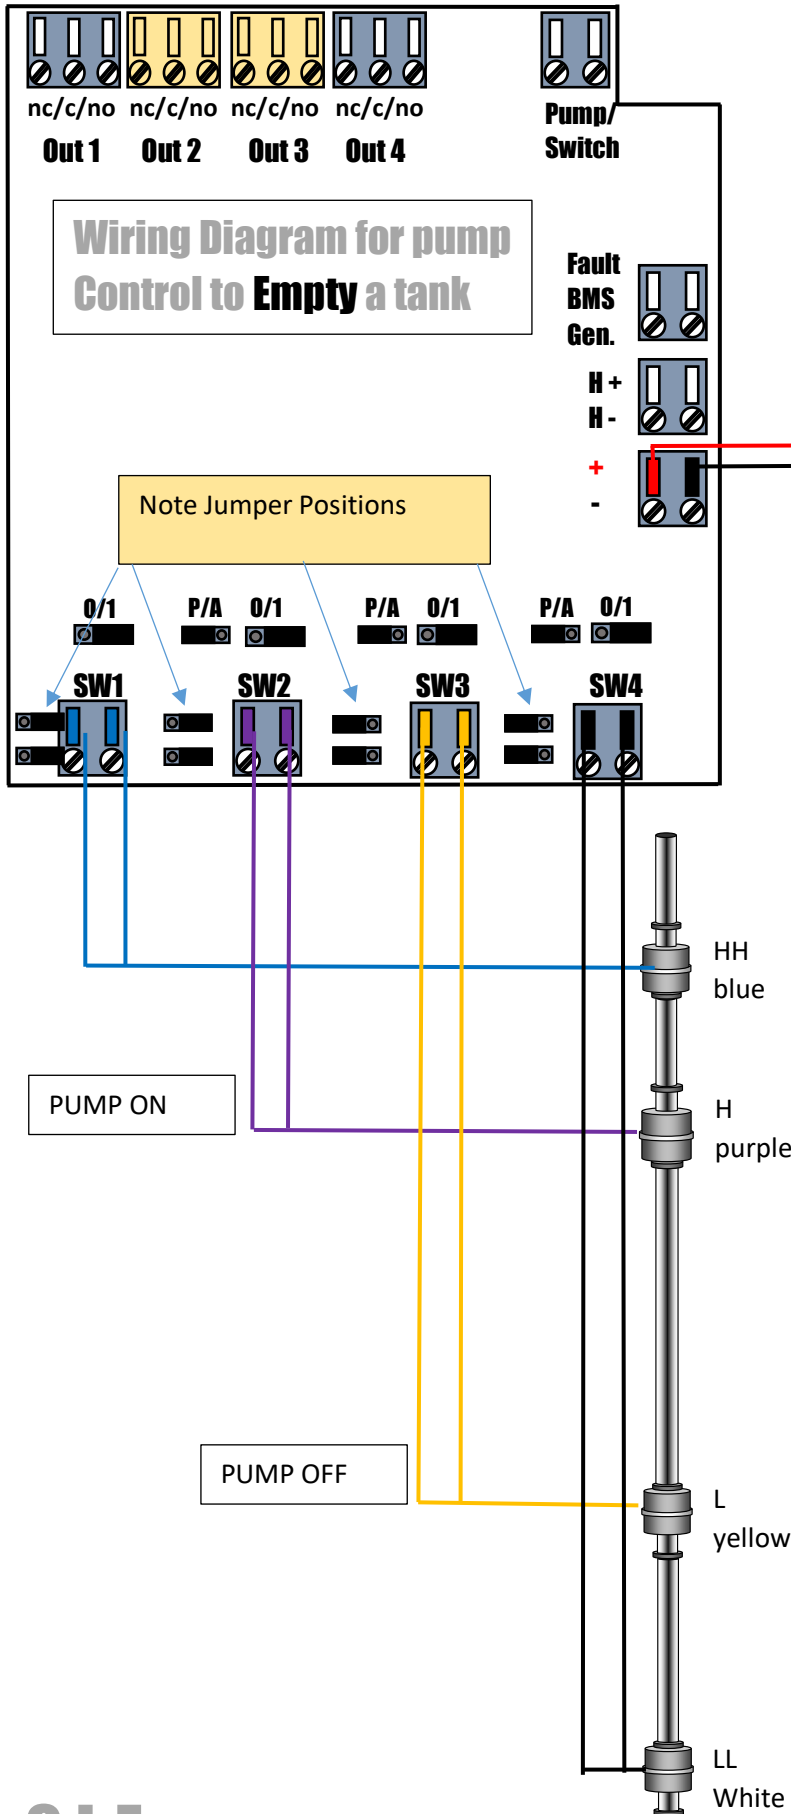 nc/c/no nc/c/no nc/c/no nc/c/no
Out 1 Out 2 Out 3 Out 4
Pump/
Switch
Wiring Diagram for pump
Control to Empty a tank
Fault
BMS
Gen.
H +
H -
+
-
Note Jumper Positions
0/1 P/A 0/1 P/A 0/1 P/A 0/1
SW1 SW2 SW3 SW4
HH
blue
PUMP ON
H
purple
PUMP OFF
L
yellow
LL
White